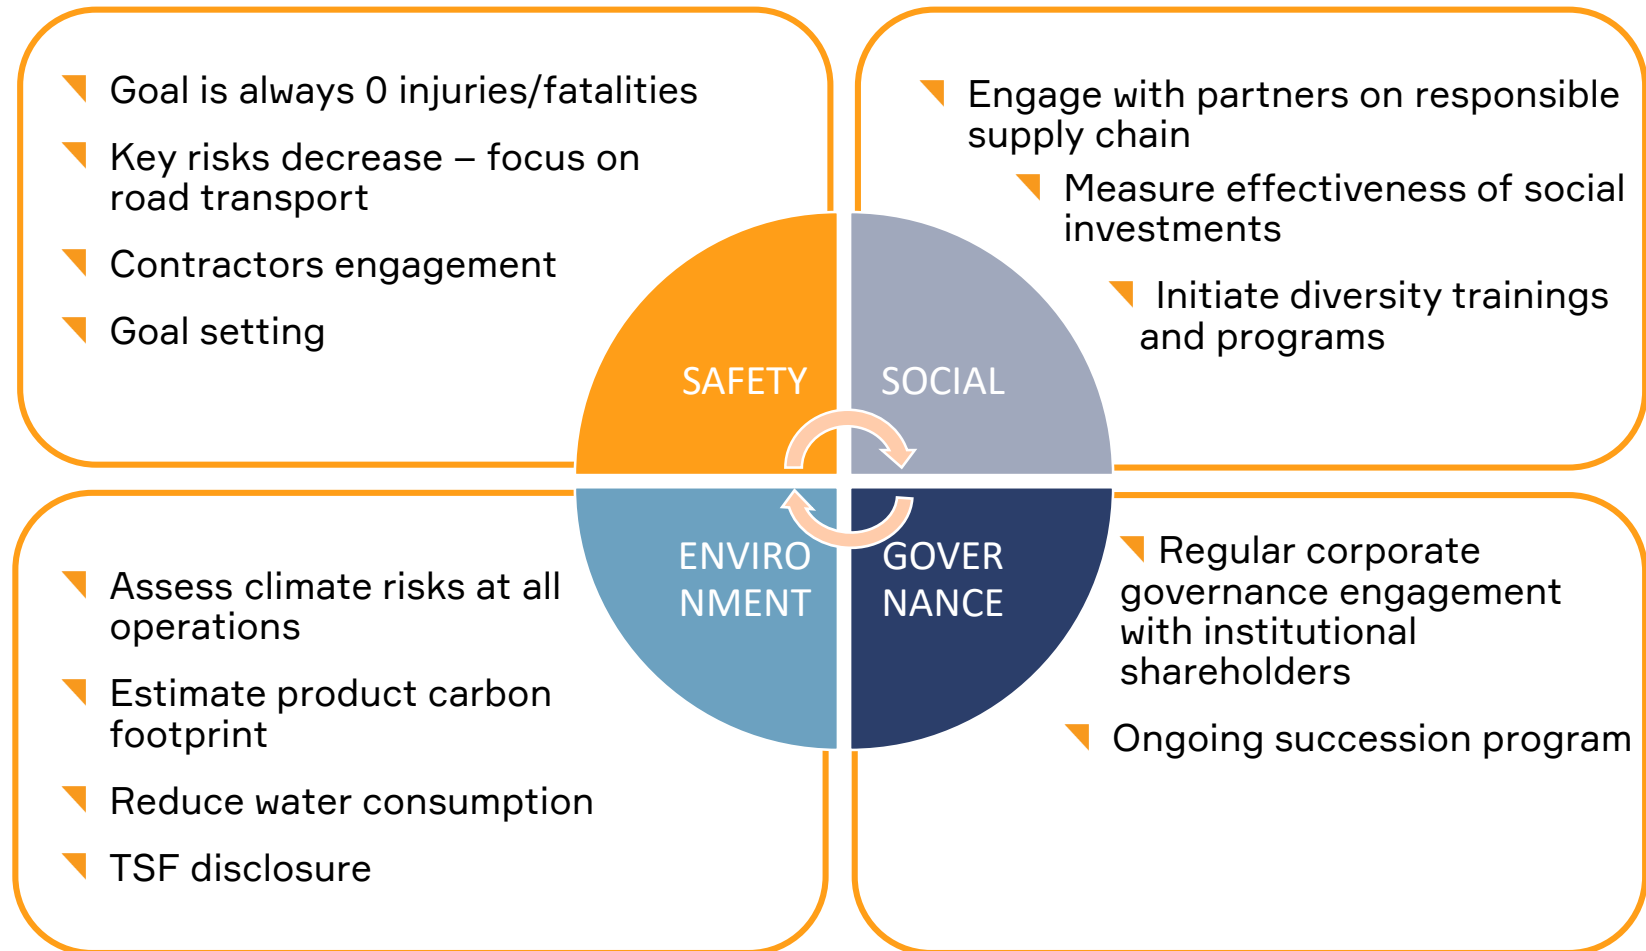 Goal is always 0 injuries/fatalities
Key risks decrease – focus on
road transport
Contractors engagement
Goal setting
Engage with partners on responsible
supply chain
Measure effectiveness of social
investments
Initiate diversity trainings
and programs
SAFETY
SOCIAL
ENVIRO
NMENT
GOVER
NANCE
Assess climate risks at all
operations
Estimate product carbon
footprint
Reduce water consumption
TSF disclosure
Regular corporate
governance engagement
with institutional
shareholders
Ongoing succession program